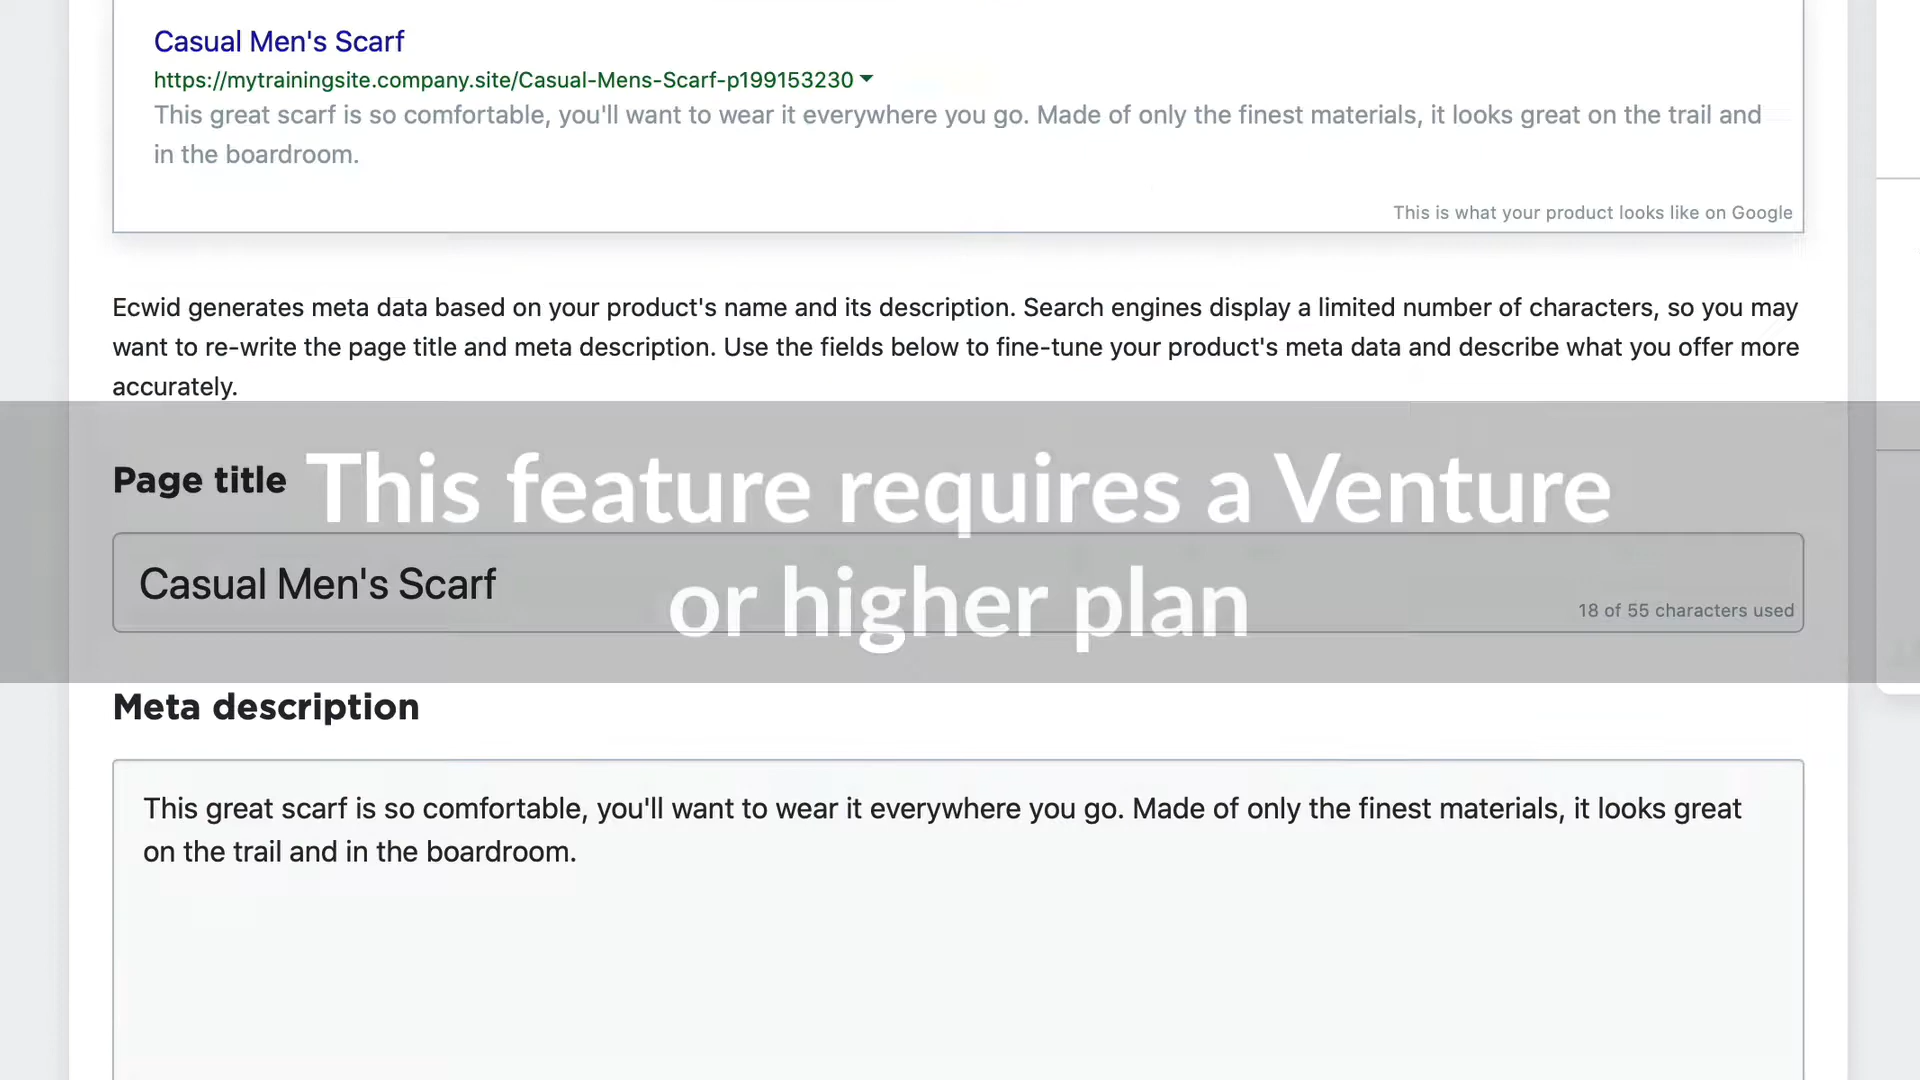 Casual Men's Scarf
https://mytrainingsite.company.site/Casual-Mens-Scarf-p199153230
This great scarf is so comfortable, you'll want to wear it everywhere you go. Made of only the finest materials, it looks great on the trail and
in the boardroom.
This is what your product looks like on Google
Ecwid generates meta data based on your product's name and its description. Search engines display a limited number of characters, so you may
want to re-write the page title and meta description. Use the fields below to fine-tune your product's meta data and describe what you offer more
accurately.
Page title
This feature requires a Venture
or higher plan
Casual Men's Scarf
18 of 55 characters used
Meta description
This great scarf is so comfortable, you'll want to wear it everywhere you go. Made of only the finest materials, it looks great
on the trail and in the boardroom.